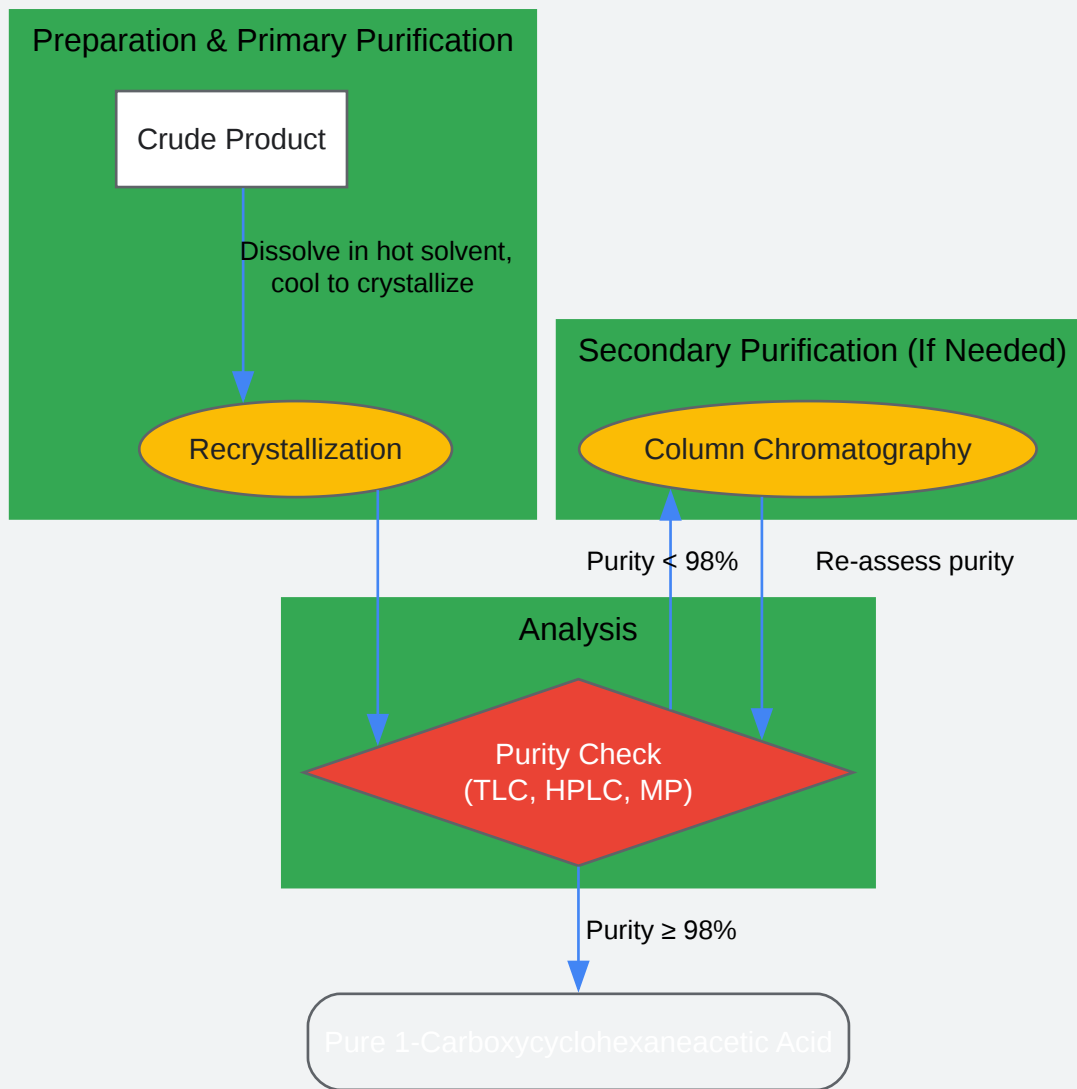 Preparation & Primary Purification
Crude Product
Dissolve in hot solvent,
cool to crystallize
Recrystallization
Secondary Purification (If Needed)
Column Chromatography
Purity < 98%
Re-assess purity
Analysis
Purity Check
(TLC, HPLC, MP)
Purity ≥ 98%
Pure 1-Carboxycyclohexaneacetic Acid